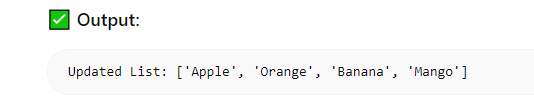 ✅ Output:
Updated List: ['Apple', 'Orange', 'Banana', 'Mango']